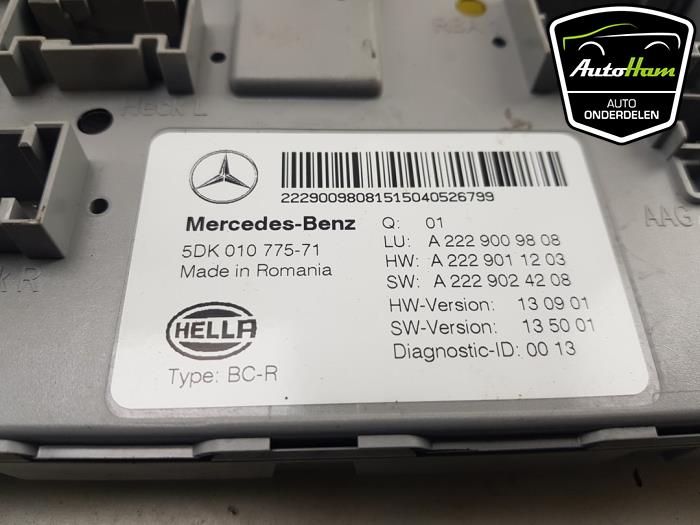 AutoHam
AUTO
ONDERDELEN
Heck L
AAG
k R
Mercedes-Benz
5DK 010 775-71
Made in Romania
HELLA
Type: BC-R
22290098081515040526799
Q: 01
LU: A 222 900 98 08
HW: A 222 901 12 03
SW: A 222 902 42 08
HW-Version: 13 09 01
SW-Version: 13 50 01
Diagnostic-ID: 00 13